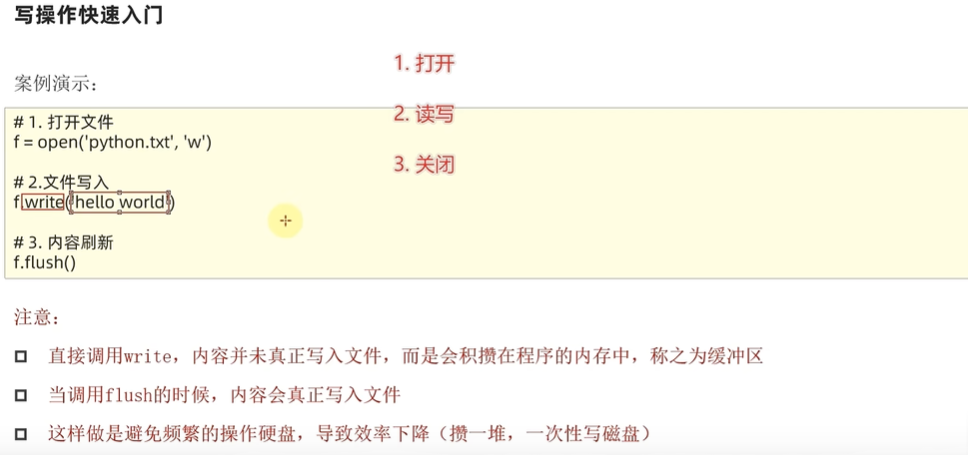 写操作快速入门
1. 打开
案例演示：
2. 读写
# 1. 打开文件
f = open('python.txt', 'w')
3. 关闭
# 2.文件写入
f.write('hello world')
# 3. 内容刷新
f.flush()
注意：
直接调用write，内容并未真正写入文件，而是会积攒在程序的内存中，称之为缓冲区
当调用flush的时候，内容会真正写入文件
这样做是避免频繁的操作硬盘，导致效率下降（攒一堆，一次性写磁盘）